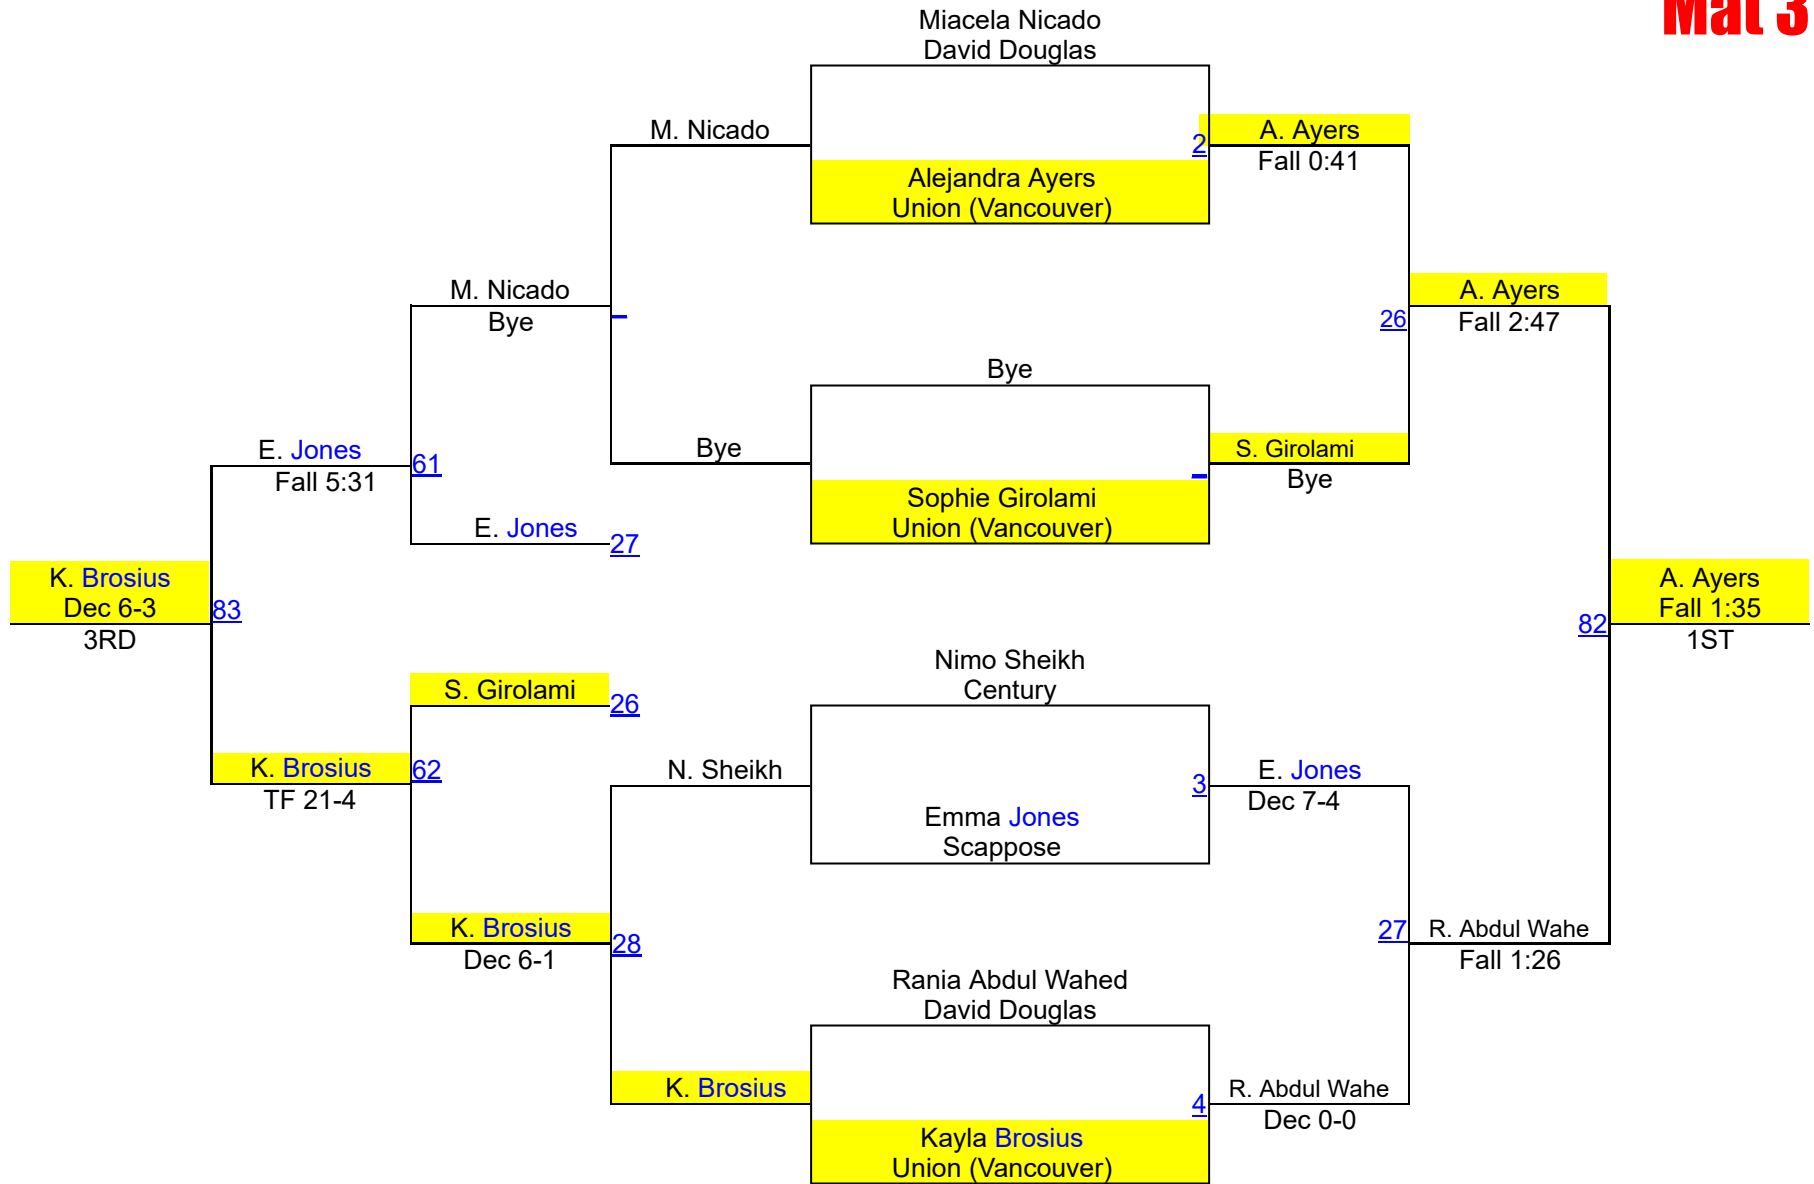 Mat 3
Miacela Nicado
David Douglas
M. Nicado
2
A. Ayers
Fall 0:41
Alejandra Ayers
Union (Vancouver)
M. Nicado
Bye
A. Ayers
Fall 2:47
26
Bye
E. Jones
Fall 5:31
61
Bye
S. Girolami
Bye
Sophie Girolami
Union (Vancouver)
E. Jones
27
K. Brosius
Dec 6-3
3RD
83
A. Ayers
Fall 1:35
1ST
82
Nimo Sheikh
Century
S. Girolami
26
K. Brosius
TF 21-4
62
N. Sheikh
3
E. Jones
Dec 7-4
Emma Jones
Scappose
K. Brosius
Dec 6-1
28
27
R. Abdul Wahe
Fall 1:26
Rania Abdul Wahed
David Douglas
K. Brosius
4
R. Abdul Wahe
Dec 0-0
Kayla Brosius
Union (Vancouver)